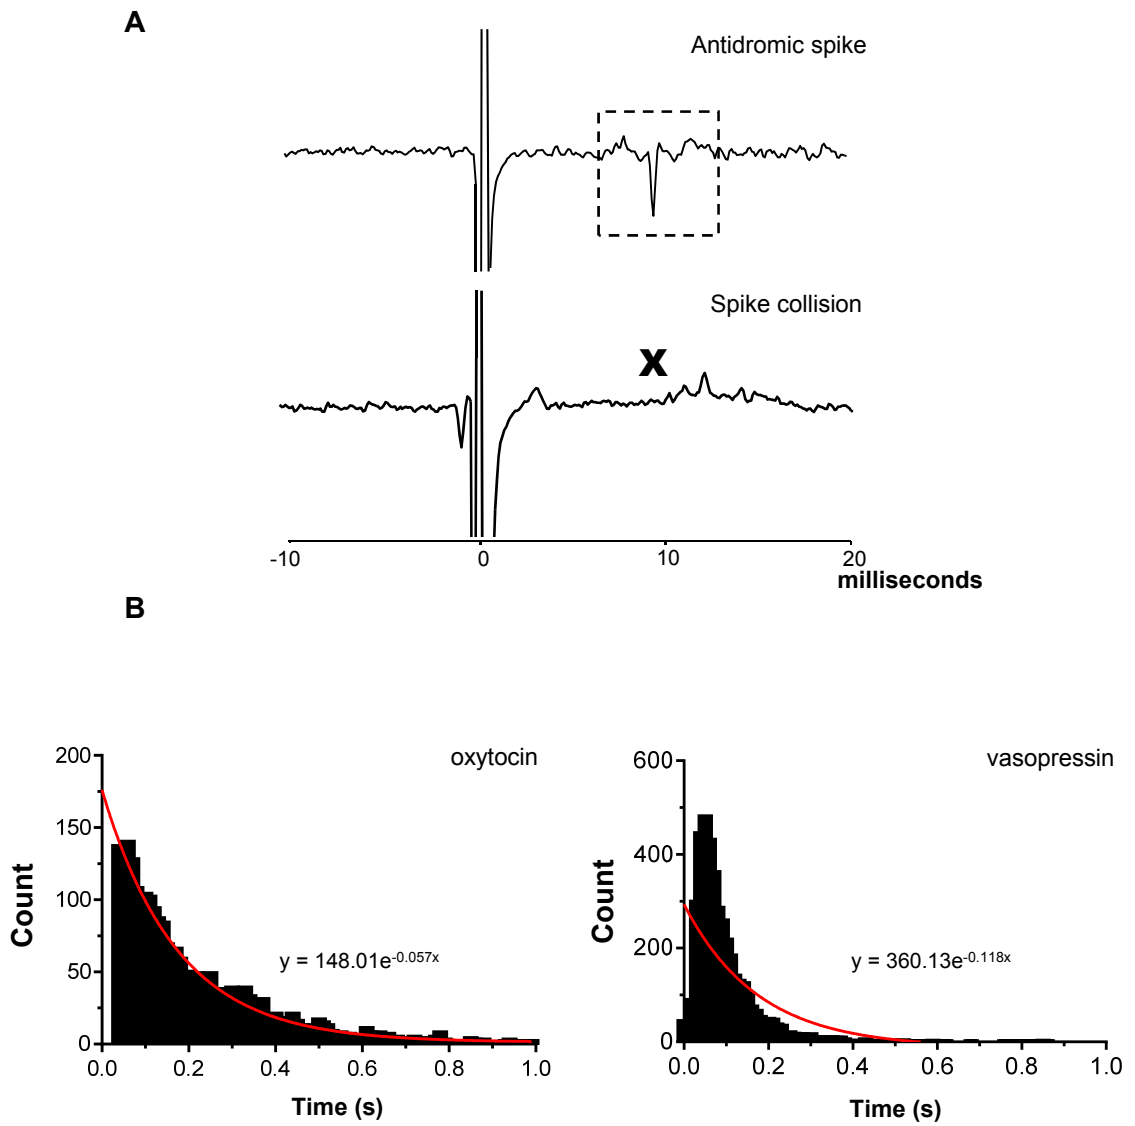 A
Antidromic spike
Spike collision
X
-10 0 10 20
milliseconds
B
oxytocin
200
150
100
50
0
Count
y = 148.01e^-0.057x
0.0 0.2 0.4 0.6 0.8 1.0
Time (s)
vasopressin
600
400
200
0
Count
y = 360.13e^-0.118x
0.0 0.2 0.4 0.6 0.8 1.0
Time (s)